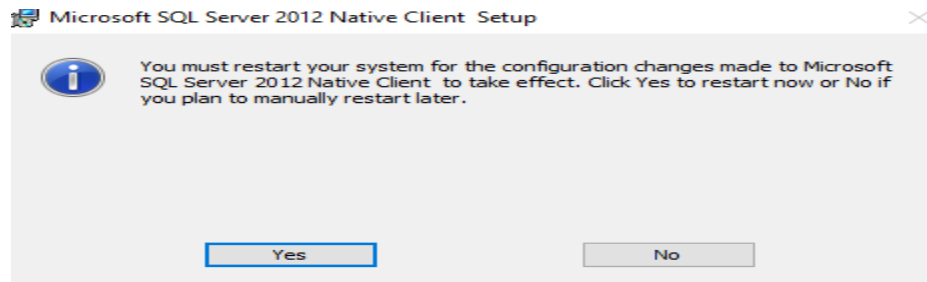 Microsoft SQL Server 2012 Native Client Setup
You must restart your system for the configuration changes made to Microsoft
SQL Server 2012 Native Client to take effect. Click Yes to restart now or No if
you plan to manually restart later.
Yes
No